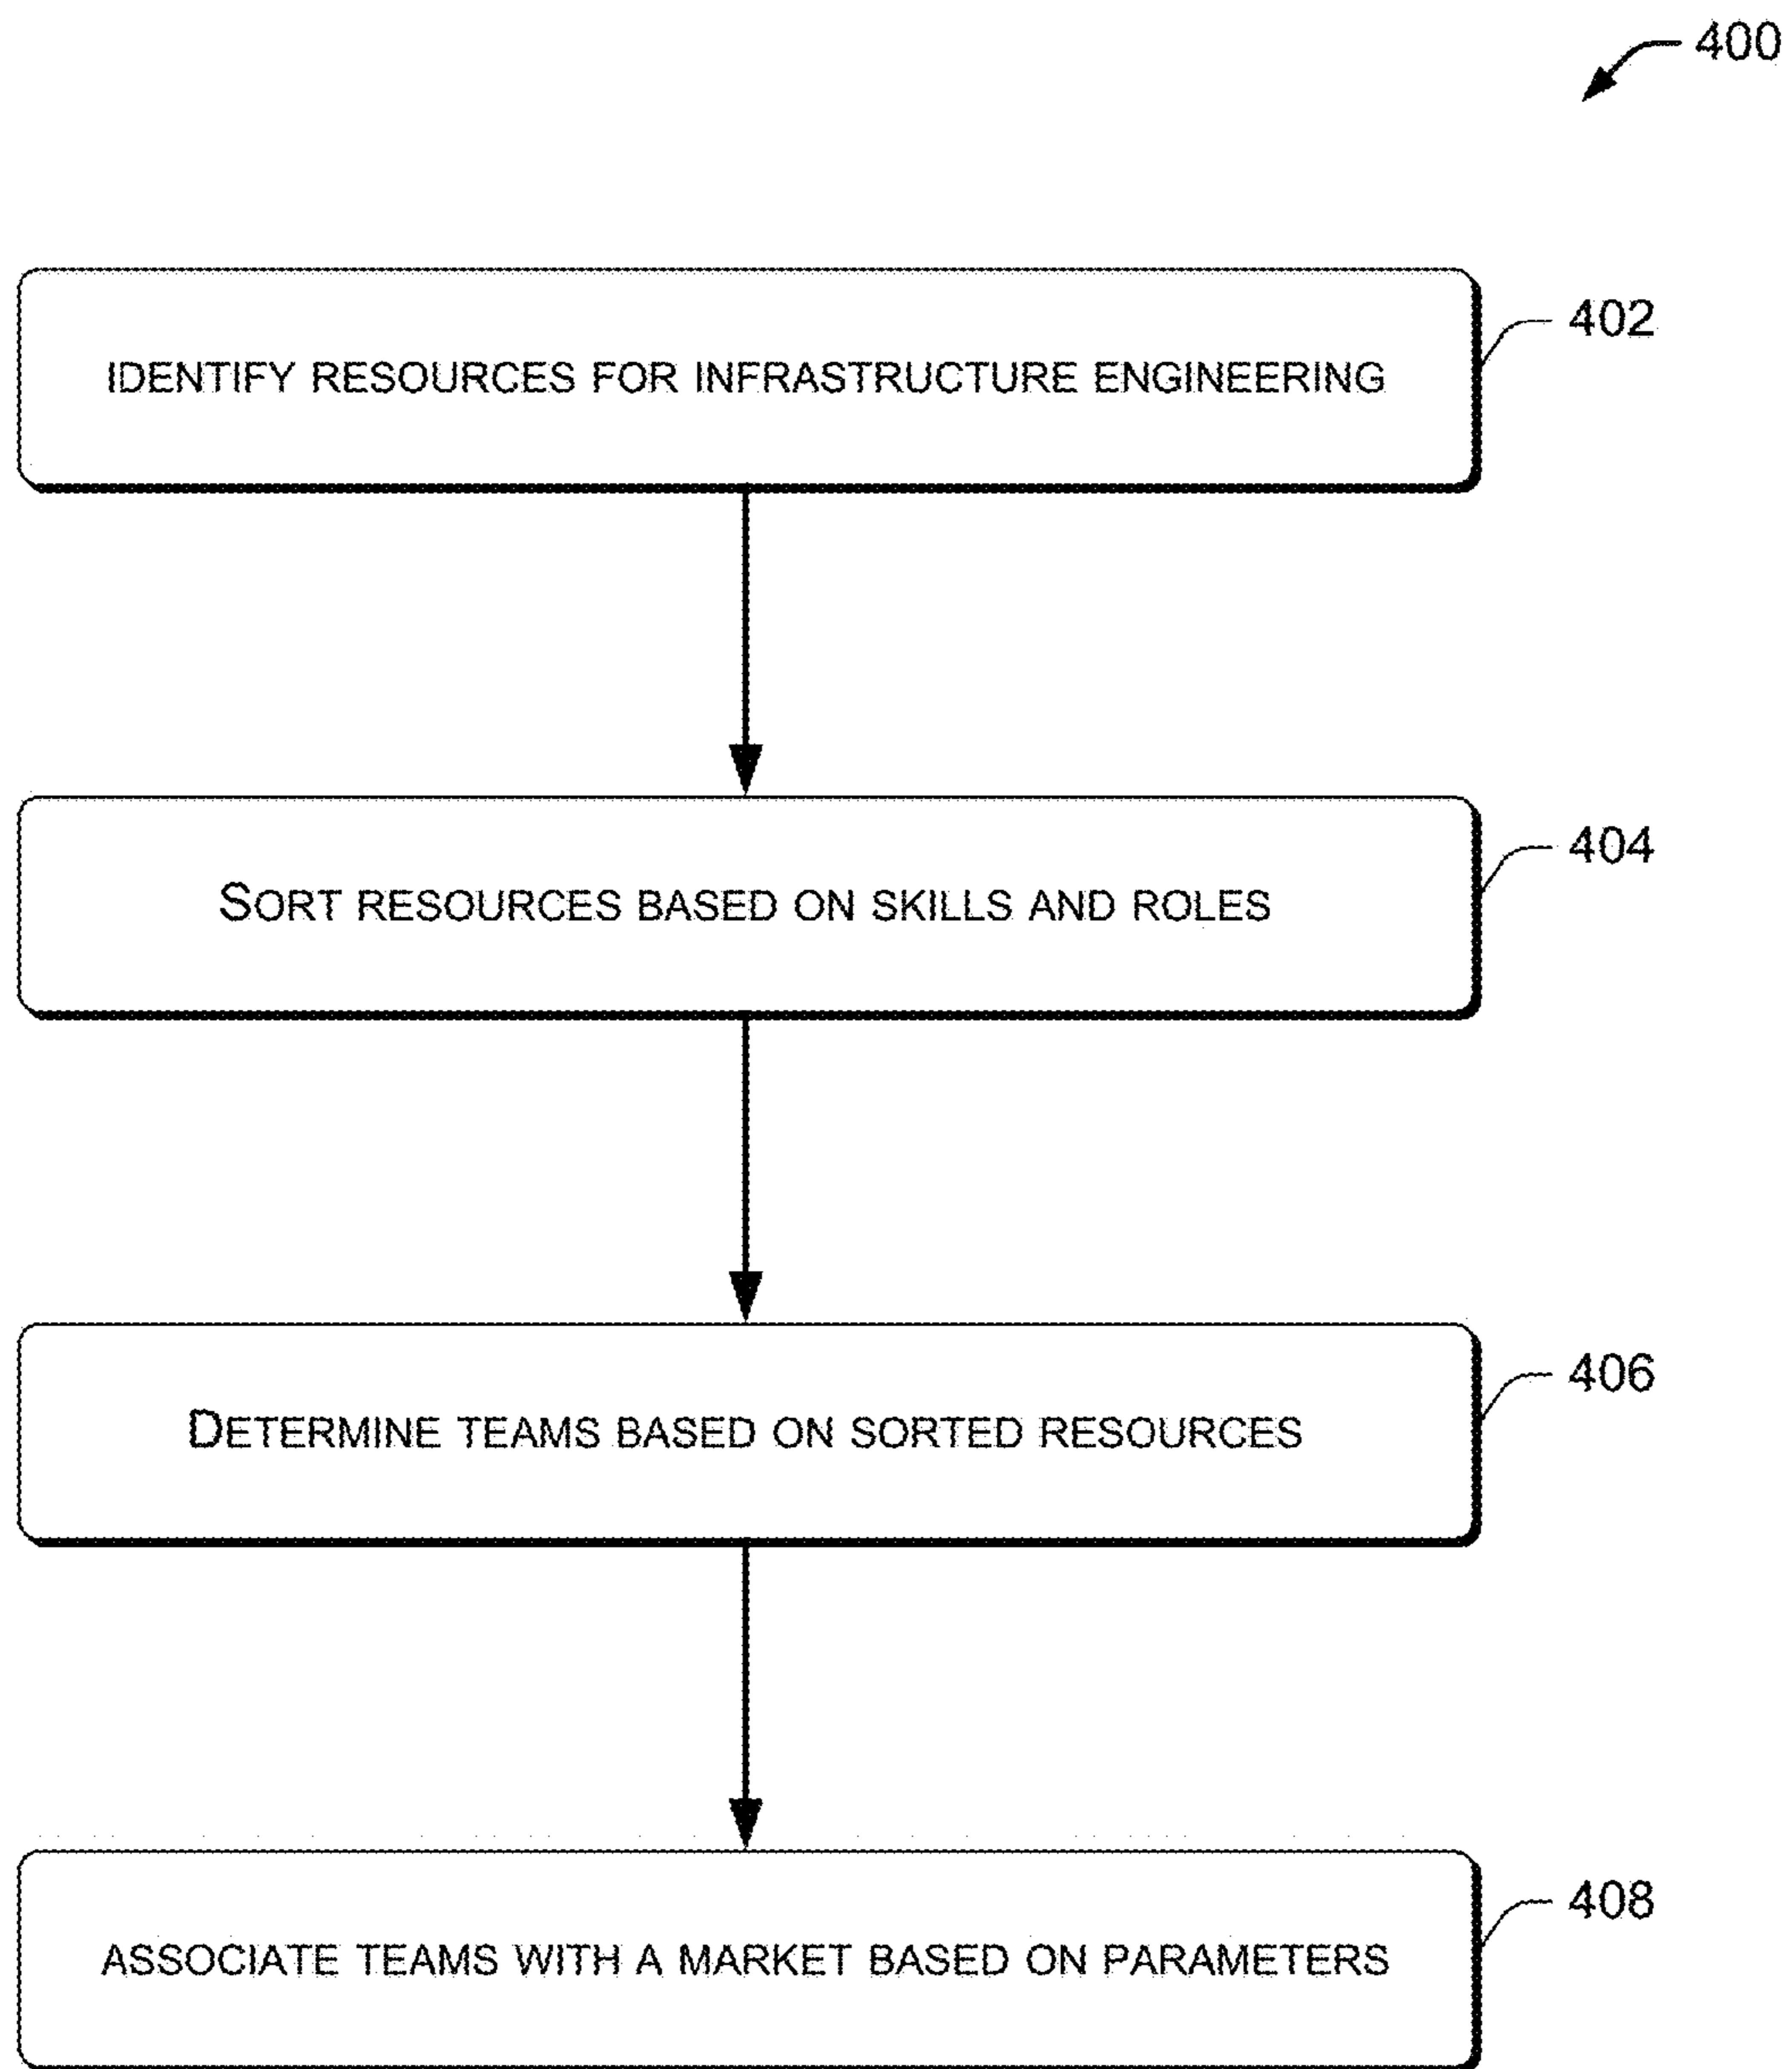 400
IDENTIFY RESOURCES FOR INFRASTRUCTURE ENGINEERING
402
SORT RESOURCES BASED ON SKILLS AND ROLES
404
DETERMINE TEAMS BASED ON SORTED RESOURCES
406
ASSOCIATE TEAMS WITH A MARKET BASED ON PARAMETERS
408